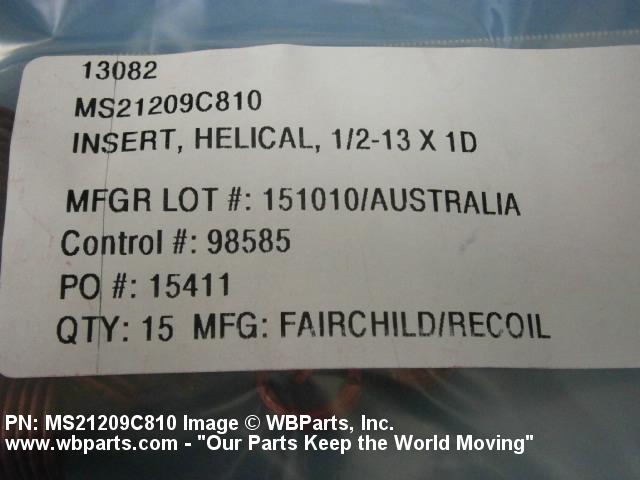 13082
MS21209C810
INSERT, HELICAL, 1/2-13 X 1D
MFGR LOT #: 151010/AUSTRALIA
Control #: 98585
PO #: 15411
QTY: 15 MFG: FAIRCHILD/RECOIL
PN: MS21209C810 Image © WBParts, Inc.
www.wbparts.com - "Our Parts Keep the World Moving"